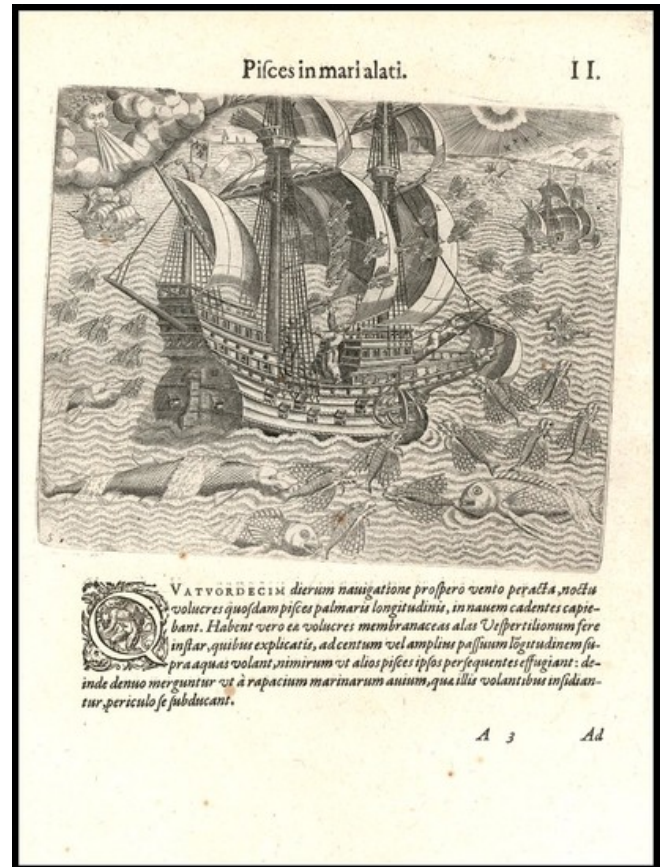 Piſces in mari alati. II.
QVATVORDECIM dierum nauigatione proſpero vento peracta, noctu
volucres quoſdam piſces palmaris longitudinis, in nauem cadentes capie-
bant. Habent vero ea volucres membranaceas alas Veſpertilionum fere
inſtar, quibus explicatis, ad centum vel amplius paſſuum lõgitudinem ſu-
pra aquas volant, nimirum vt alios piſces ipſos perſequentes effugiant: de-
inde denuo merguntur vt à rapacium marinarum auium, quæ illis volantibus inſidian-
tur, periculo ſe ſubducant.
A 3 Ad